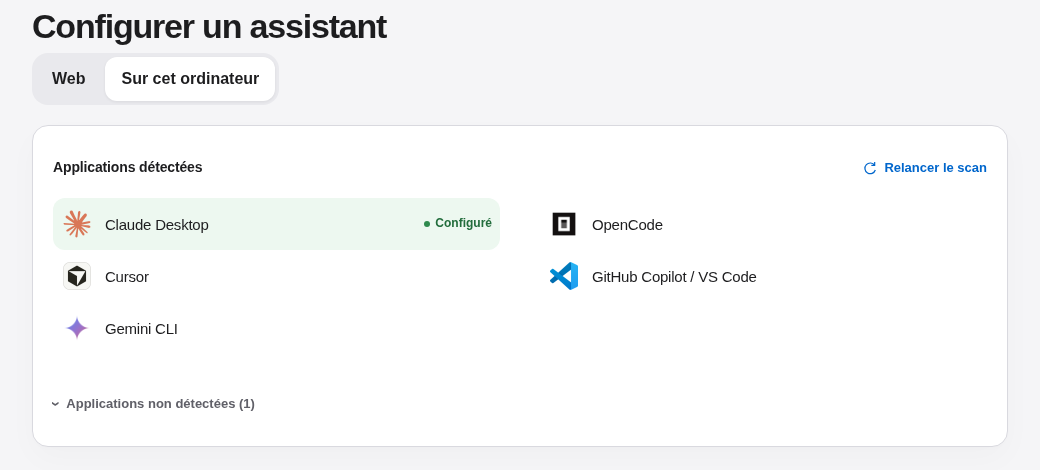 Configurer un assistant
Web
Sur cet ordinateur
Applications détectées
Relancer le scan
Claude Desktop
Configuré
OpenCode
Cursor
GitHub Copilot / VS Code
Gemini CLI
Applications non détectées (1)